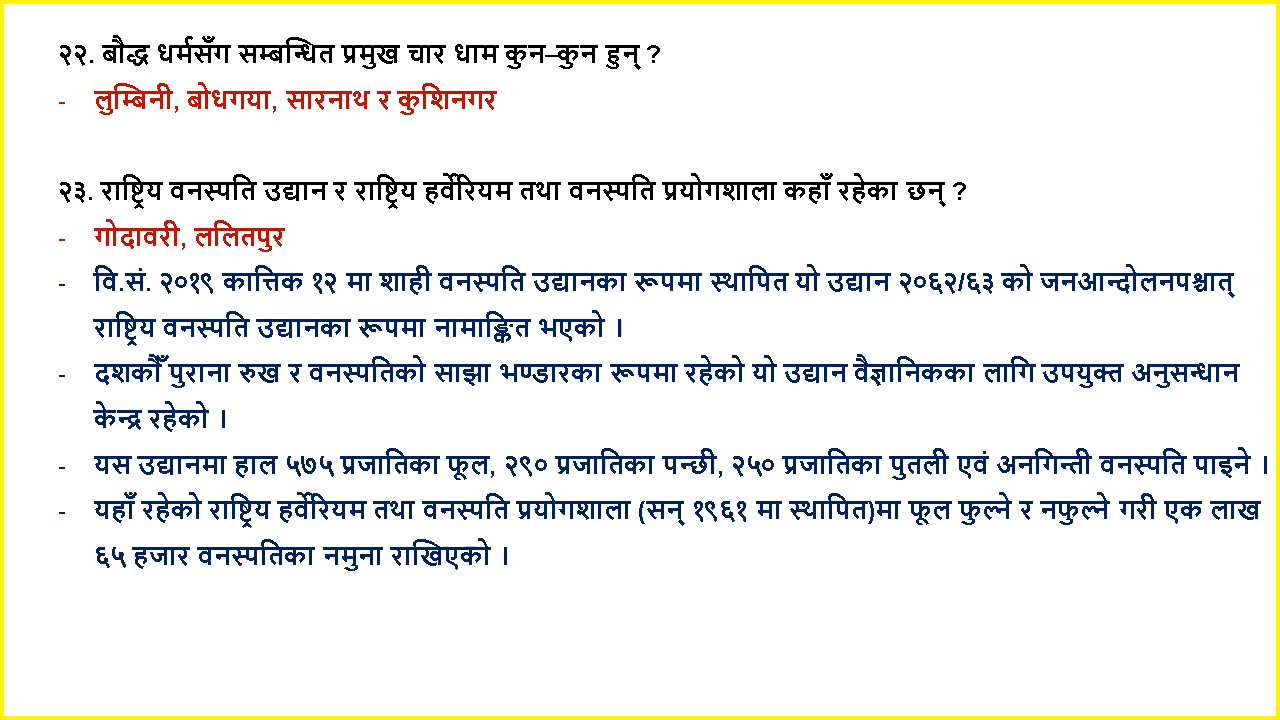 २२. बौद्ध धर्मसँग सम्बन्धित प्रमुख चार धाम कुन–कुन हुन् ?
- लुम्बिनी, बोधगया, सारनाथ र कुशिनगर
२३. राष्ट्रिय वनस्पति उद्यान र राष्ट्रिय हर्वेरियम तथा वनस्पति प्रयोगशाला कहाँ रहेका छन् ?
- गोदावरी, ललितपुर
- वि.सं. २०१९ कात्तिक १२ मा शाही वनस्पति उद्यानका रूपमा स्थापित यो उद्यान २०६२/६३ को जनआन्दोलनपश्चात्
राष्ट्रिय वनस्पति उद्यानका रूपमा नामाङ्कित भएको ।
- दशकौँ पुराना रुख र वनस्पतिको साझा भण्डारका रूपमा रहेको यो उद्यान वैज्ञानिकका लागि उपयुक्त अनुसन्धान
केन्द्र रहेको ।
- यस उद्यानमा हाल ५७५ प्रजातिका फूल, २९० प्रजातिका पन्छी, २५० प्रजातिका पुतली एवं अनगिन्ती वनस्पति पाइने ।
- यहाँ रहेको राष्ट्रिय हर्वेरियम तथा वनस्पति प्रयोगशाला (सन् १९६१ मा स्थापित)मा फूल फुल्ने र नफुल्ने गरी एक लाख
६५ हजार वनस्पतिका नमुना राखिएको ।